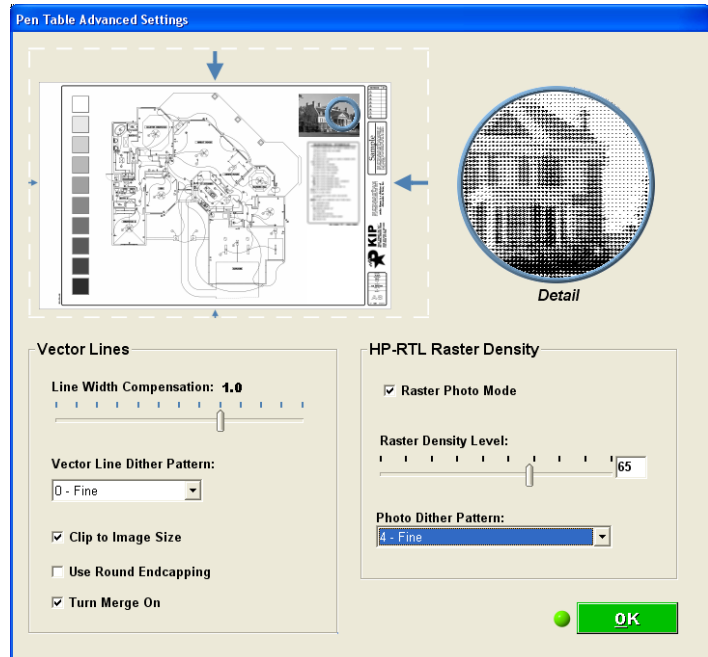 Pen Table Advanced Settings
Sample
KIP
Detail
Vector Lines
Line Width Compensation: 1.0
Vector Line Dither Pattern:
0 - Fine
Clip to Image Size
Use Round Endcapping
Turn Merge On
HP-RTL Raster Density
Raster Photo Mode
Raster Density Level:
65
Photo Dither Pattern:
4 - Fine
OK